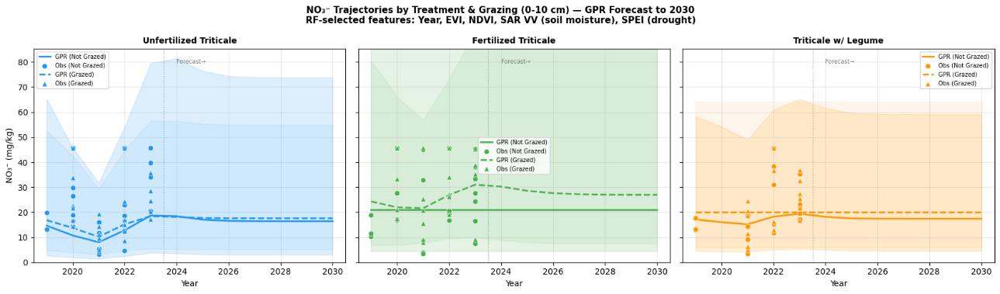 NO₃⁻ Trajectories by Treatment & Grazing (0-10 cm) — GPR Forecast to 2030
RF-selected features: Year, EVI, NDVI, SAR VV (soil moisture), SPEI (drought)
Unfertilized Triticale
GPR (Not Grazed)
Obs (Not Grazed)
GPR (Grazed)
Obs (Grazed)
Forecast→
NO₃⁻ (mg/kg)
80
70
60
50
40
30
20
10
0
2020
2022
2024
2026
2028
2030
Year
Fertilized Triticale
Forecast→
GPR (Not Grazed)
Obs (Not Grazed)
GPR (Grazed)
Obs (Grazed)
2020
2022
2024
2026
2028
2030
Year
Triticale w/ Legume
Forecast→
GPR (Not Grazed)
Obs (Not Grazed)
GPR (Grazed)
Obs (Grazed)
2020
2022
2024
2026
2028
2030
Year